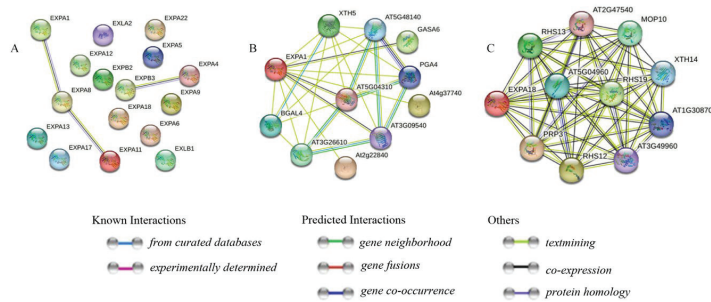 A
EXPA1
EXLA2
EXPA22
EXPA12
EXPA5
EXPB2
EXPB3
EXPA4
EXPA8
EXPA9
EXPA18
EXPA13
EXPA6
EXPA17
EXPA11
EXLB1
B
XTH5
AT5G48140
GASA6
EXPA1
PGA4
AT5G04310
At4g37740
BGAL4
AT3G09540
AT3G26610
At2g22840
C
AT2G47540
MOP10
RHS13
XTH14
AT5G04960
RHS19
EXPA18
AT1G30870
PRP3
RHS12
AT3G49960
Known Interactions
from curated databases
experimentally determined
Predicted Interactions
gene neighborhood
gene fusions
gene co-occurrence
Others
textmining
co-expression
protein homology